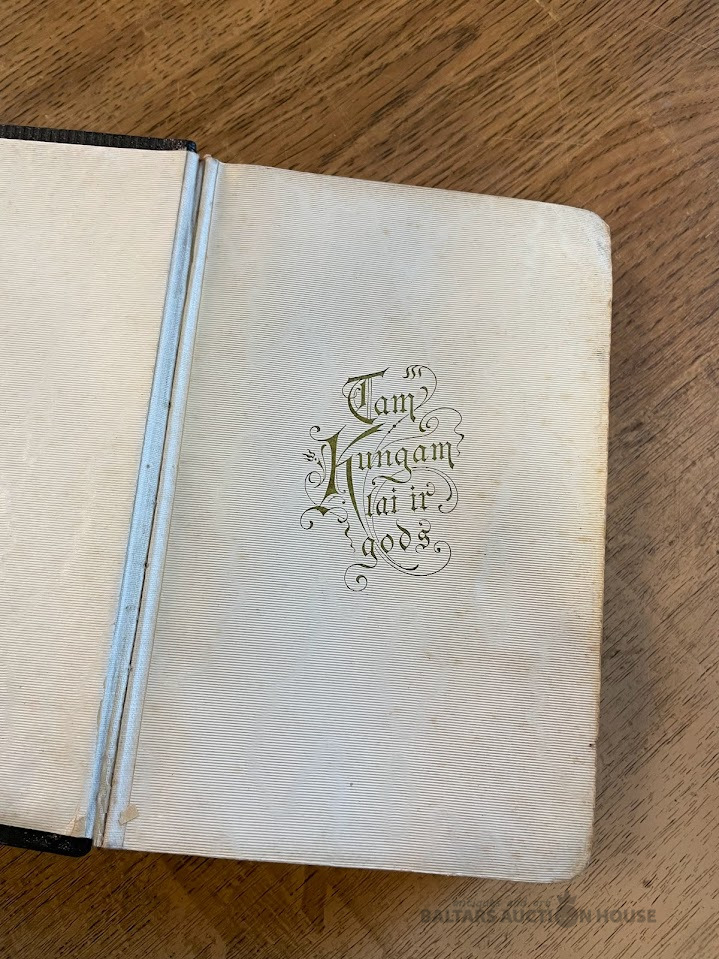 Tam
Kungam
lai ir
gods
BALTARS AUCTION HOUSE